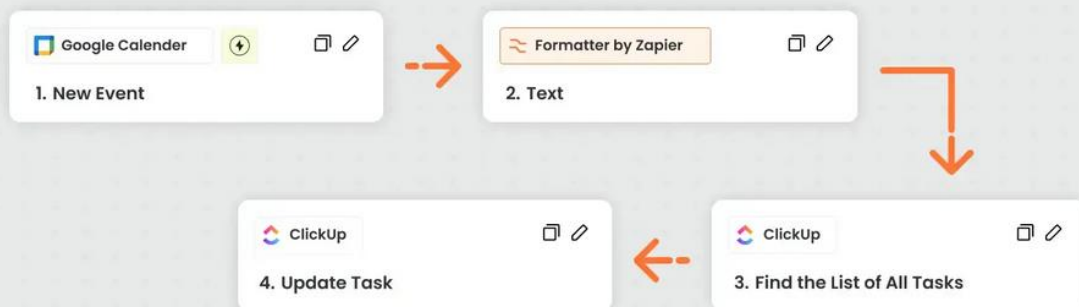 Google Calender
1. New Event
Formatter by Zapier
2. Text
ClickUp
3. Find the List of All Tasks
ClickUp
4. Update Task